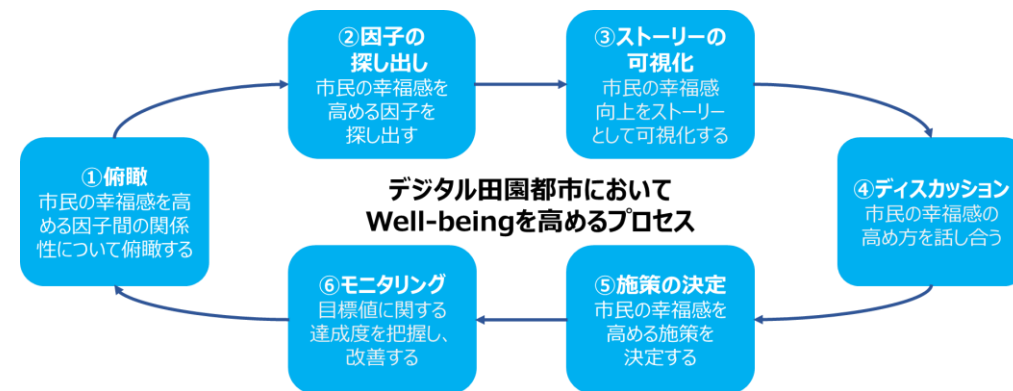 ①俯瞰
市民の幸福感を高
める因子間の関係
性について俯瞰する
②因子の
探し出し
市民の幸福感を
高める因子を
探し出す
③ストーリーの
可視化
市民の幸福感
向上をストーリー
として可視化する
④ディスカッション
市民の幸福感の
高め方を話し合う
⑤施策の決定
市民の幸福感を
高める施策を
決定する
⑥モニタリング
目標値に関する
達成度を把握し、
改善する
デジタル田園都市において
Well-beingを高めるプロセス